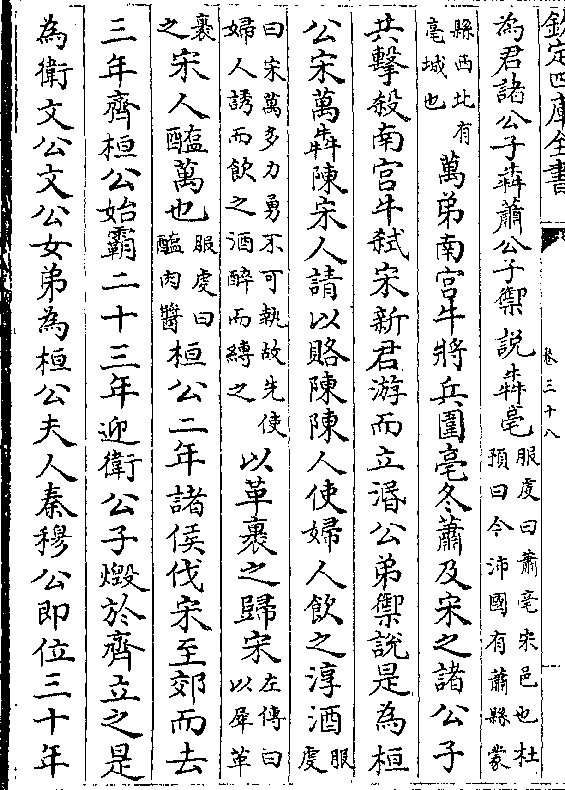 欽定四庫全書
卷三十八
為君諸公子犇蕭公子禦說犇亳服虔曰蕭亳宋邑也杜預曰今沛國有蕭縣蒙
縣西北有亳城也萬弟南宮牛將兵圍亳冬蕭及宋之諸公子
共擊殺南宮牛弒宋新君游而立湣公弟禦說是為桓
公宋萬犇陳宋人請以賂陳陳人使婦人飲之淳酒服虔
曰宋萬多力勇不可執故先使婦人誘而飲之酒醉而縛之以革裹之歸宋左傳曰以犀革
裹之宋人醢萬也服虔曰醢肉醬桓公二年諸侯伐宋至郊而去
三年齊桓公始霸二十三年迎衛公子燬於齊立之是
為衛文公文公女弟為桓公夫人秦穆公即位三十年